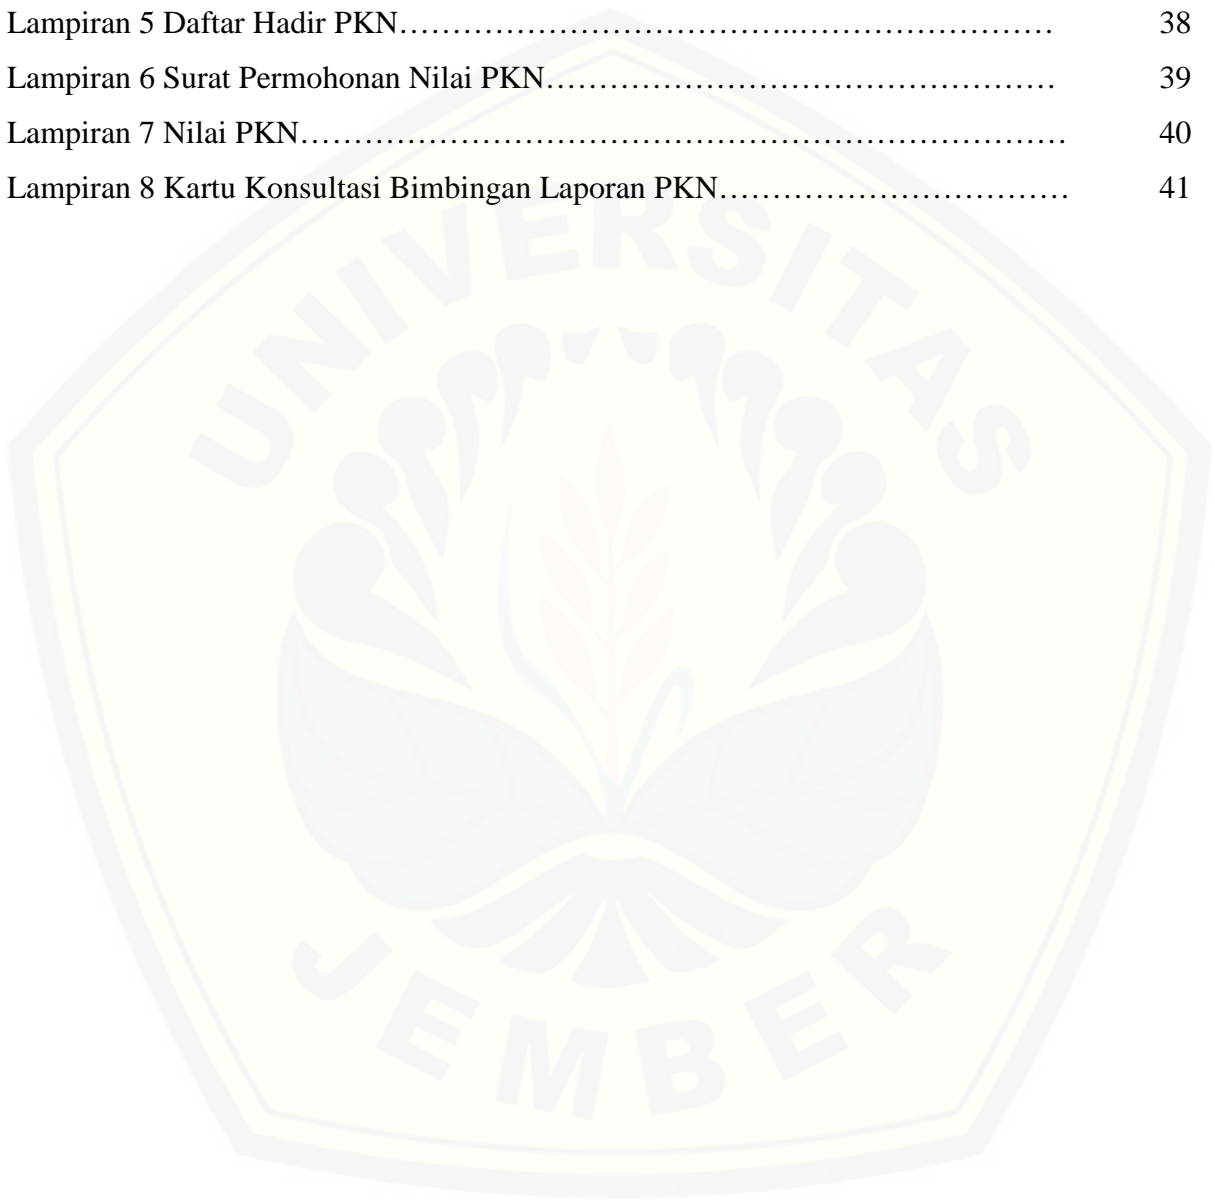 Lampiran 5 Daftar Hadir PKN……………………………….…………………… 38
Lampiran 6 Surat Permohonan Nilai PKN………………………………………… 39
Lampiran 7 Nilai PKN……………………………………………………………… 40
Lampiran 8 Kartu Konsultasi Bimbingan Laporan PKN…………………………… 41
UNIVERSITAS
JEMBER